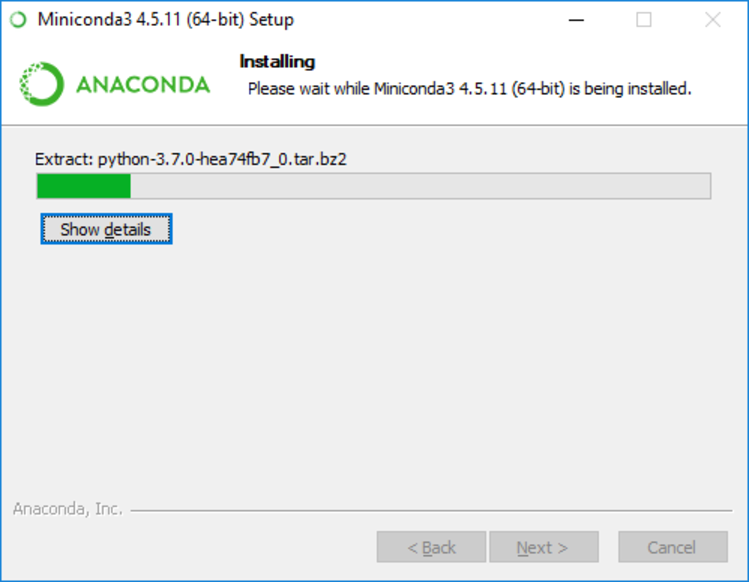 Miniconda3 4.5.11 (64-bit) Setup
ANACONDA
Installing
Please wait while Miniconda3 4.5.11 (64-bit) is being installed.
Extract: python-3.7.0-hea74fb7_0.tar.bz2
Show details
Anaconda, Inc.
< Back Next > Cancel